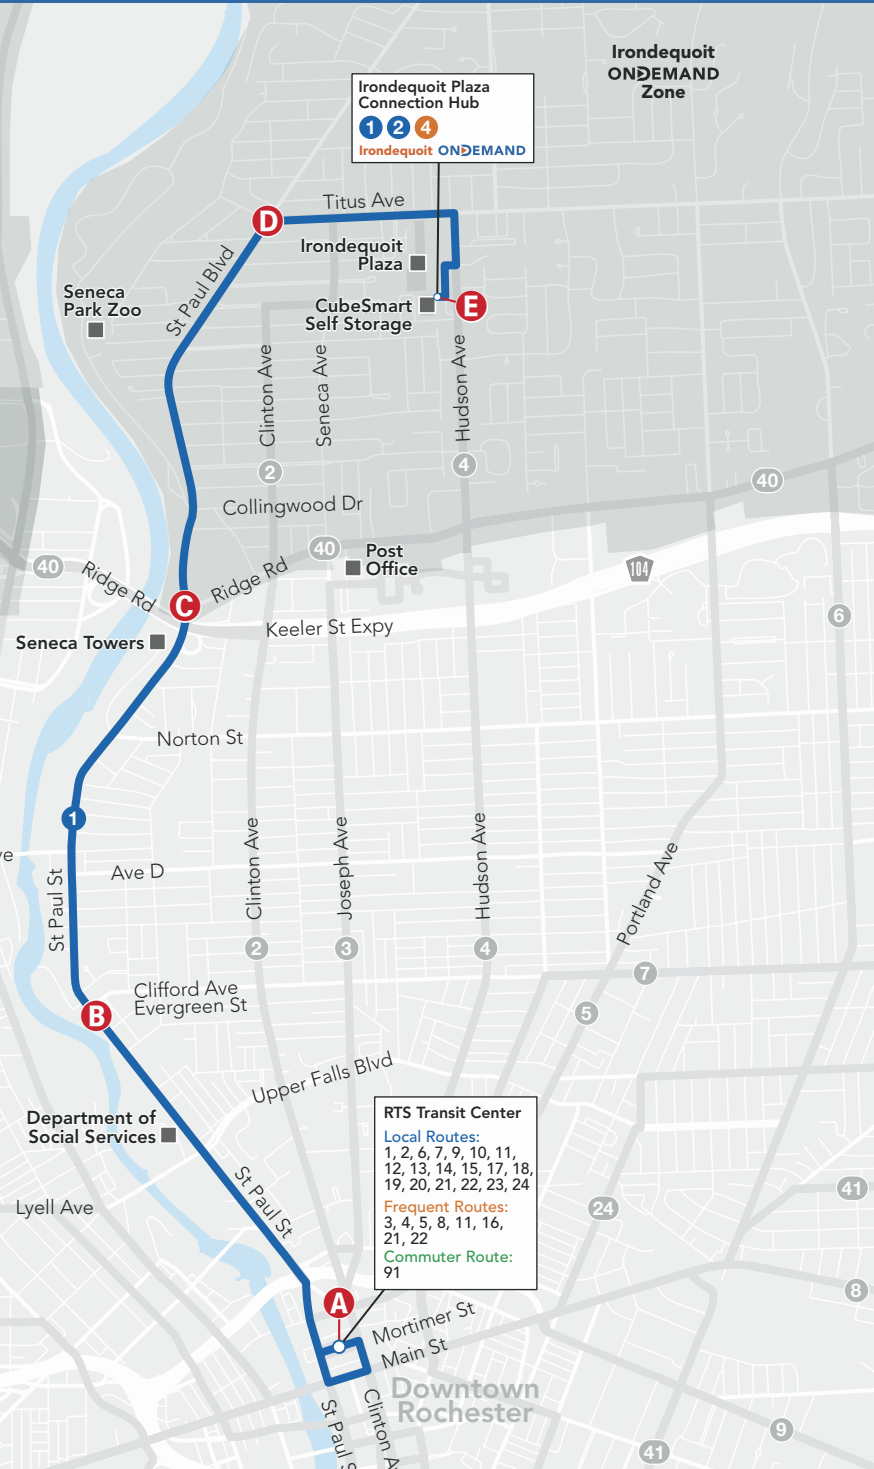 Irondequoit
ONDEMAND
Zone
Irondequoit Plaza
Connection Hub
1 2 4
Irondequoit ONDEMAND
Titus Ave
D
Irondequoit
Plaza
St Paul Blvd
Seneca
Park Zoo
CubeSmart
Self Storage
E
Clinton Ave
Seneca Ave
Hudson Ave
2
4
40
Collingwood Dr
40
Post
Office
40
Ridge Rd
Ridge Rd
104
C
6
Keeler St Expy
Seneca Towers
Norton St
1
Ave D
St Paul St
Clinton Ave
Joseph Ave
Hudson Ave
Portland Ave
2
3
4
7
Clifford Ave
Evergreen St
B
5
Upper Falls Blvd
Department of
Social Services
St Paul St
Lyell Ave
RTS Transit Center
Local Routes:
1, 2, 6, 7, 9, 10, 11,
12, 13, 14, 15, 17, 18,
19, 20, 21, 22, 23, 24
Frequent Routes:
3, 4, 5, 8, 11, 16,
21, 22
Commuter Route:
91
41
24
8
A
Mortimer St
Main St
Downtown
Rochester
St Paul S
Clinton A
9
41